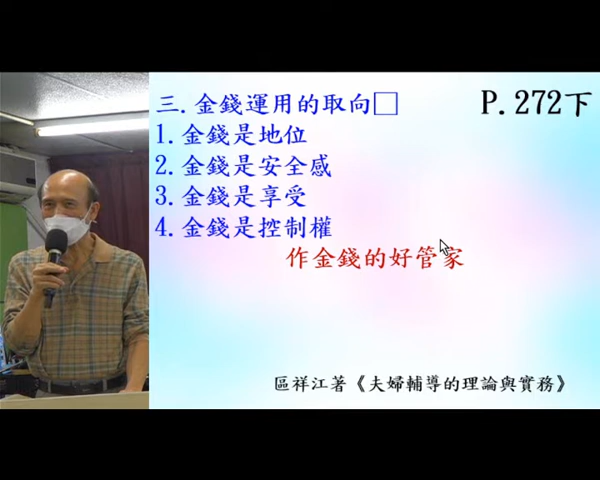 三.金錢運用的取向□ P.272下
1.金錢是地位
2.金錢是安全感
3.金錢是享受
4.金錢是控制權
作金錢的好管家
區祥江著《夫婦輔導的理論與實務》